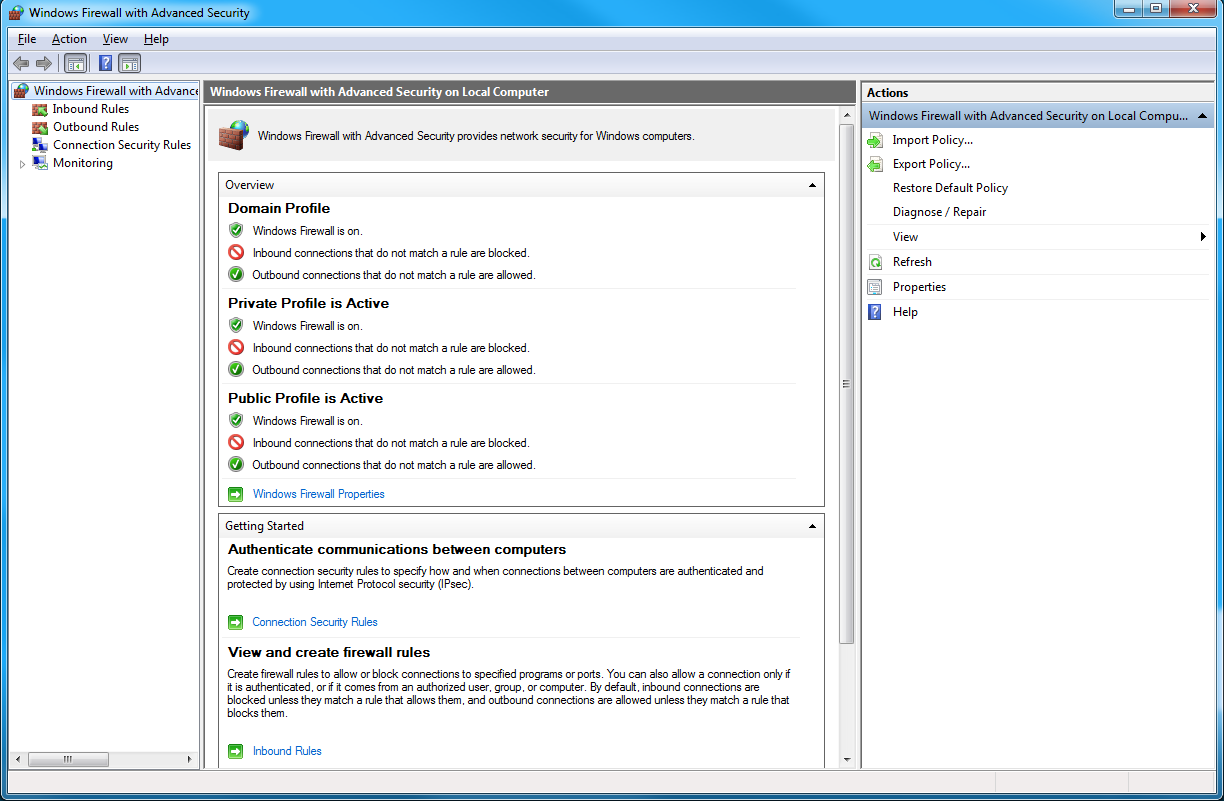 Windows Firewall with Advanced Security
File Action View Help
Windows Firewall with Advance
Inbound Rules
Outbound Rules
Connection Security Rules
Monitoring
Windows Firewall with Advanced Security on Local Computer
Windows Firewall with Advanced Security provides network security for Windows computers.
Overview
Domain Profile
Windows Firewall is on.
Inbound connections that do not match a rule are blocked.
Outbound connections that do not match a rule are allowed.
Private Profile is Active
Windows Firewall is on.
Inbound connections that do not match a rule are blocked.
Outbound connections that do not match a rule are allowed.
Public Profile is Active
Windows Firewall is on.
Inbound connections that do not match a rule are blocked.
Outbound connections that do not match a rule are allowed.
Windows Firewall Properties
Getting Started
Authenticate communications between computers
Create connection security rules to specify how and when connections between computers are authenticated and
protected by using Internet Protocol security (IPsec).
Connection Security Rules
View and create firewall rules
Create firewall rules to allow or block connections to specified programs or ports. You can also allow a connection only if
it is authenticated, or if it comes from an authorized user, group, or computer. By default, inbound connections are
blocked unless they match a rule that allows them, and outbound connections are allowed unless they match a rule that
blocks them.
Inbound Rules
Actions
Windows Firewall with Advanced Security on Local Compu...
Import Policy...
Export Policy...
Restore Default Policy
Diagnose / Repair
View
Refresh
Properties
Help